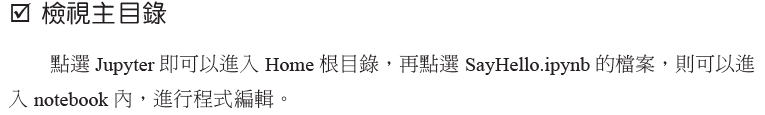 ☑ 檢視主目錄
點選 Jupyter 即可以進入 Home 根目錄，再點選 SayHello.ipynb 的檔案，則可以進
入 notebook 內，進行程式編輯。